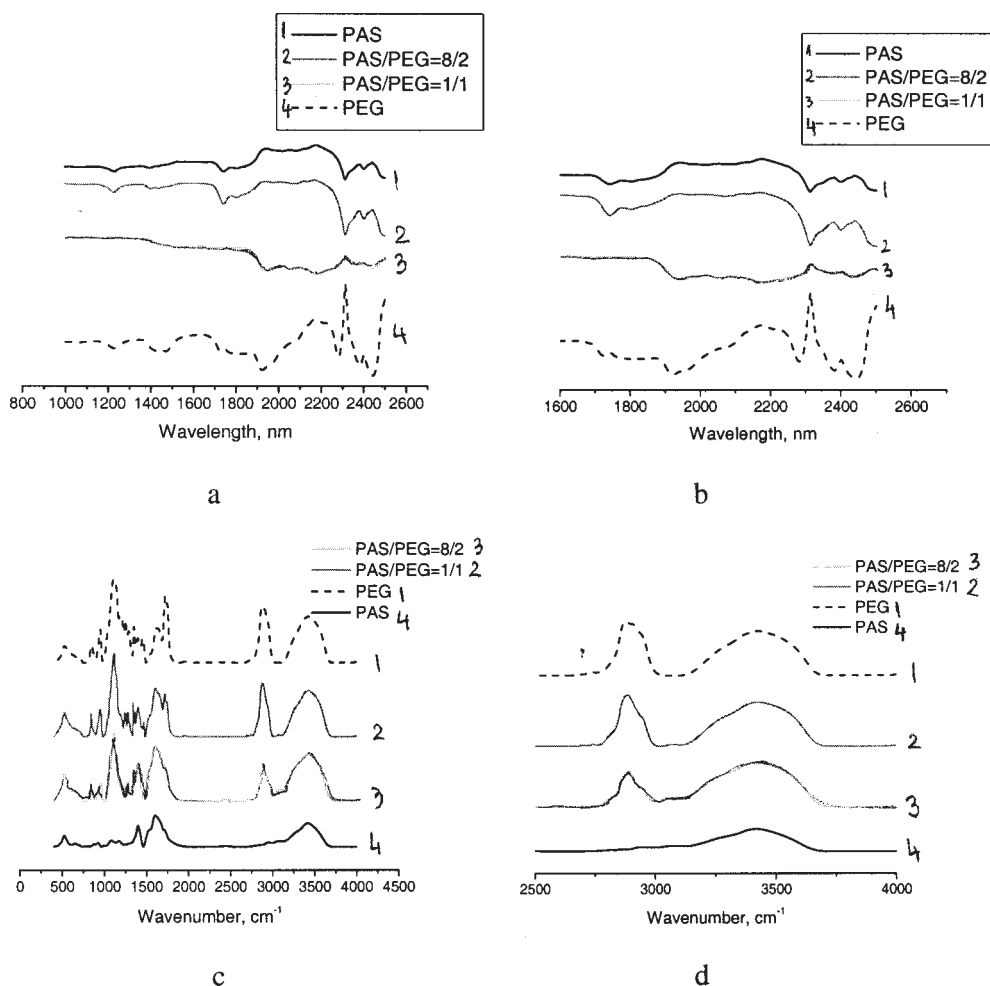 1 PAS
2 PAS/PEG=8/2
3 PAS/PEG=1/1
4 PEG
1
2
3
4
800 1000 1200 1400 1600 1800 2000 2200 2400 2600
Wavelength, nm
a
1 PAS
2 PAS/PEG=8/2
3 PAS/PEG=1/1
4 PEG
1
2
3
4
1600 1800 2000 2200 2400 2600
Wavelength, nm
b
PAS/PEG=8/2 3
PAS/PEG=1/1 2
PEG 1
PAS 4
1
2
3
4
0 500 1000 1500 2000 2500 3000 3500 4000 4500
Wavenumber, cm⁻¹
c
PAS/PEG=8/2 3
PAS/PEG=1/1 2
PEG 1
PAS 4
1
2
3
4
2500 3000 3500 4000
Wavenumber, cm⁻¹
d